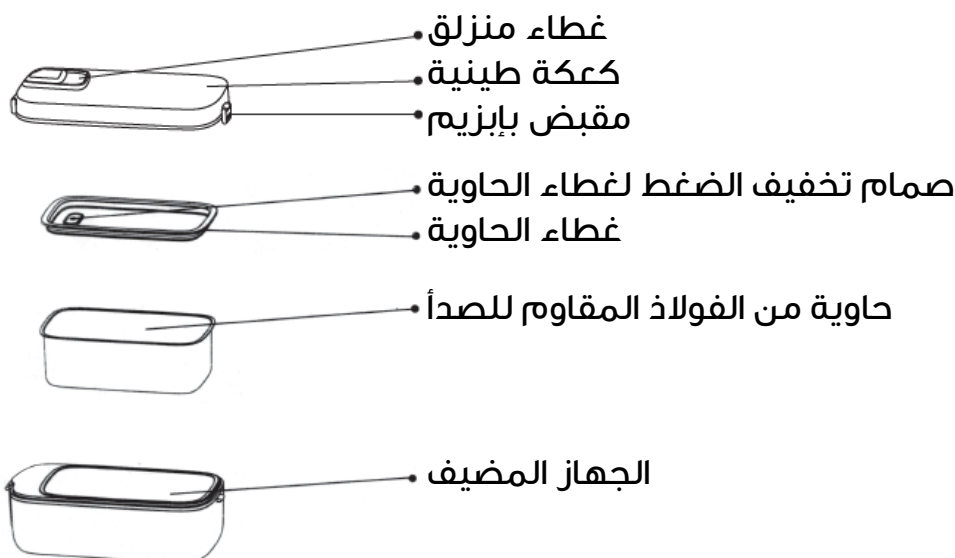 غطاء منزلق
كعكة طينية
مقبض بإبزيم
صمام تخفيف الضغط لغطاء الحاوية
غطاء الحاوية
حاوية من الفولاذ المقاوم للصدأ
الجهاز المضيف